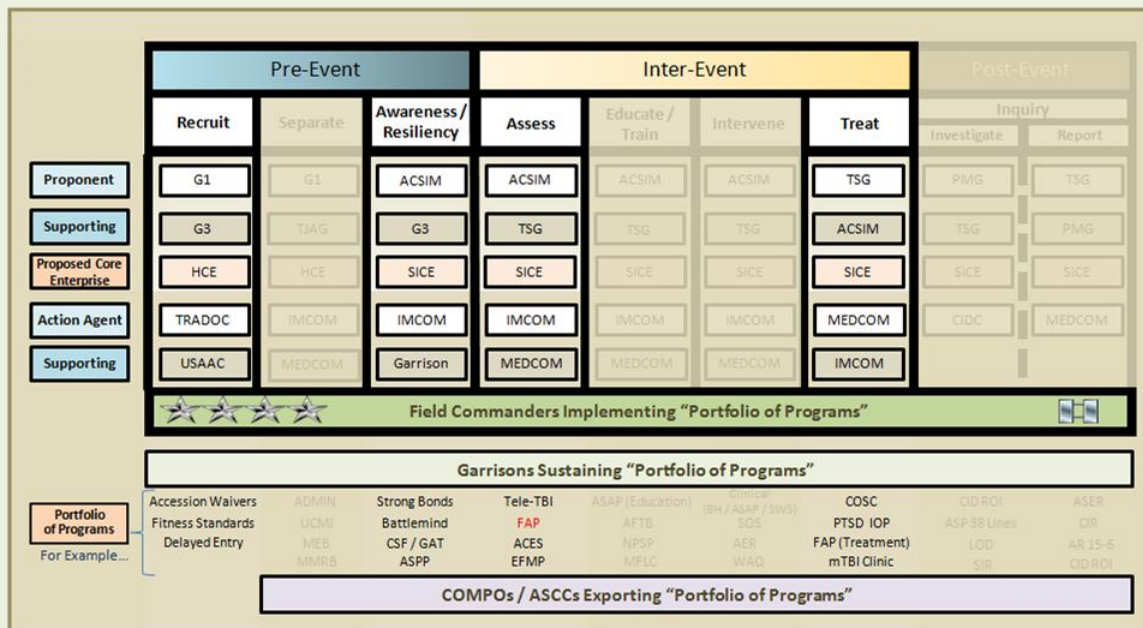 Pre-Event
Inter-Event
Post-Event
Recruit
Separate
Awareness /
Resiliency
Assess
Educate /
Train
Intervene
Treat
Inquiry
Investigate
Report
Proponent
G1
G1
ACSIM
ACSIM
ACSIM
ACSIM
TSG
PMG
TSG
Supporting
G3
TJAG
G3
TSG
TSG
TSG
ACSIM
TSG
PMG
Proposed Core
Enterprise
HCE
HCE
SICE
SICE
SICE
SICE
SICE
SICE
SICE
Action Agent
TRADOC
IMCOM
IMCOM
IMCOM
IMCOM
IMCOM
MEDCOM
CIDC
MEDCOM
Supporting
USAAC
MEDCOM
Garrison
MEDCOM
MEDCOM
MEDCOM
IMCOM
Field Commanders Implementing “Portfolio of Programs”
Garrisons Sustaining “Portfolio of Programs”
Portfolio
of Programs
For Example...
Accession Waivers
Fitness Standards
Delayed Entry
ADMIN
UCMJ
MEB
MMRB
Strong Bonds
Battlemind
CSF / GAT
ASPP
Tele-TBI
FAP
ACES
EFMP
ASAP (Education)
AFTB
NPSP
MFLC
Clinical
(BH / ASAP / SWS)
SOS
AER
WAQ
COSC
PTSD IOP
FAP (Treatment)
mTBI Clinic
CID ROI
ASP 38 Lines
LOD
SIR
ASER
CIR
AR 15-6
CID ROI
COMPOs / ASCCs Exporting “Portfolio of Programs”